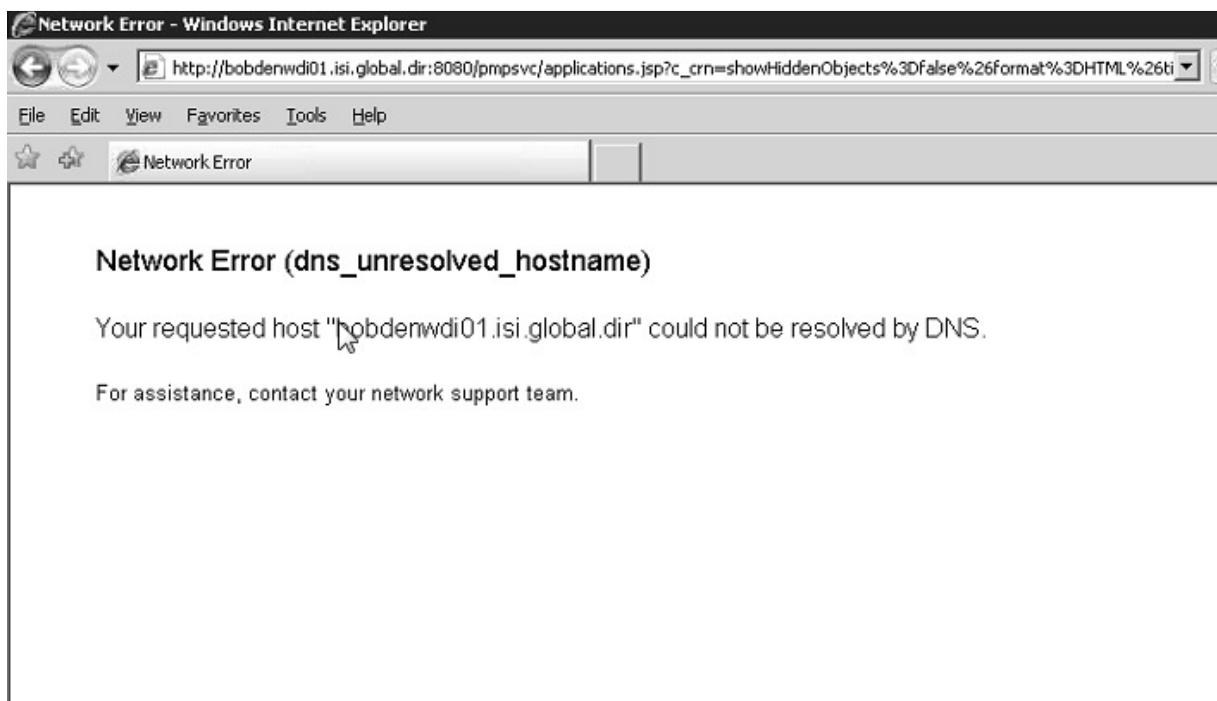 Network Error - Windows Internet Explorer
http://bobdenwdi01.isi.global.dir:8080/pmpsvc/applications.jsp?c_crn=showHiddenObjects%3Dfalse%26format%3DHTML%26ti
File Edit View Favorites Tools Help
Network Error
Network Error (dns_unresolved_hostname)
Your requested host "bobdenwdi01.isi.global.dir" could not be resolved by DNS.
For assistance, contact your network support team.